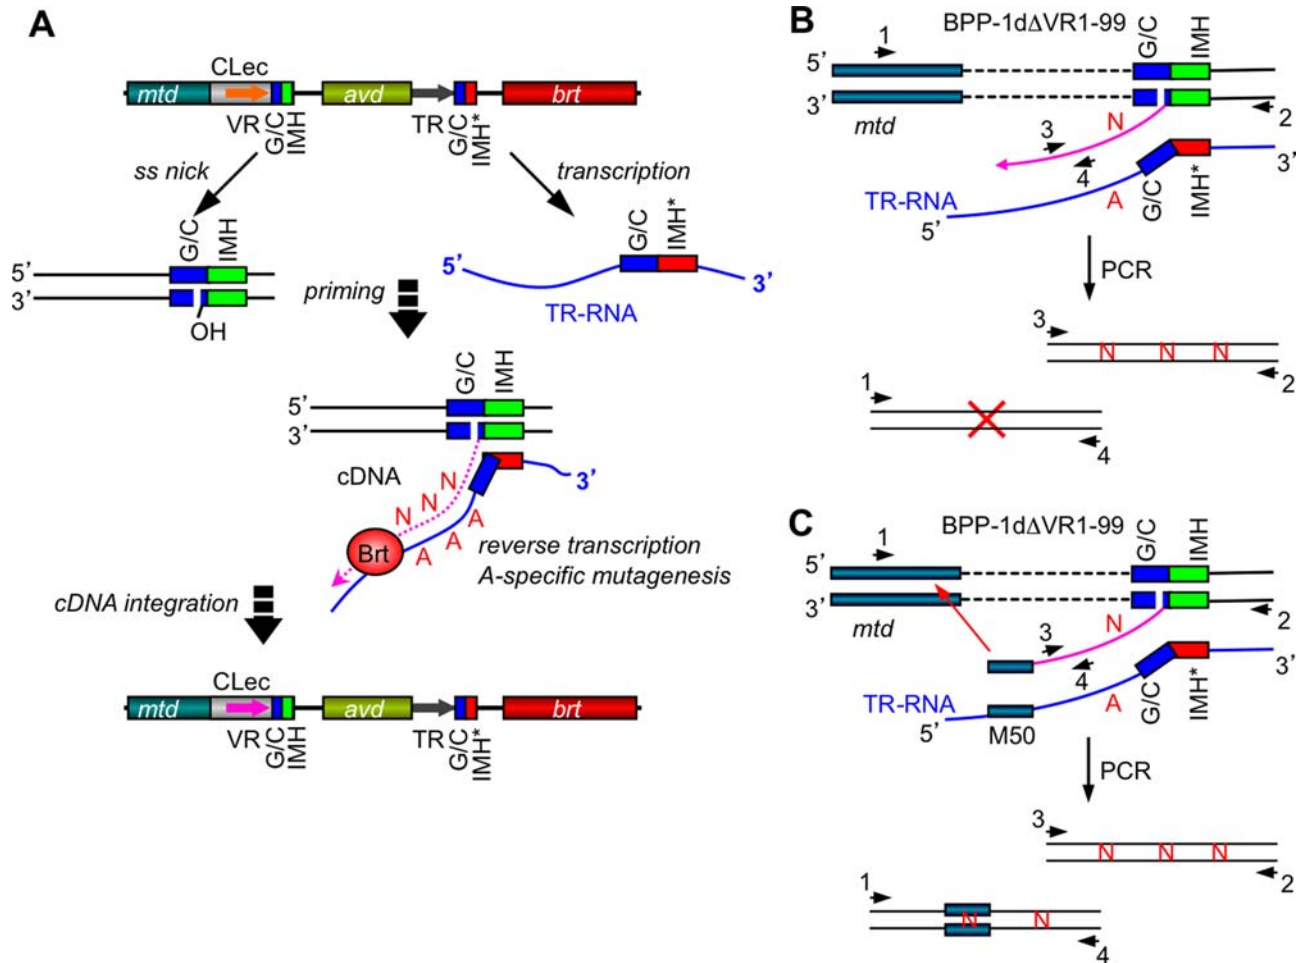 A
CLec
mtd
avd
brt
VR
G/C
IMH
TR
G/C
IMH*
ss nick
transcription
G/C
IMH
5’
3’
OH
priming
G/C
IMH*
5’
3’
TR-RNA
G/C
IMH
5’
3’
cDNA
3’
N
N
N
A
A
A
Brt
reverse transcription
A-specific mutagenesis
cDNA integration
CLec
mtd
avd
brt
VR
G/C
IMH
TR
G/C
IMH*
B
BPP-1dΔVR1-99
G/C
IMH
1
5’
3’
mtd
2
N
3
4
3’
TR-RNA
5’
A
G/C
IMH*
PCR
3
N N N
2
1
4
C
BPP-1dΔVR1-99
G/C
IMH
1
5’
3’
mtd
2
N
3
4
3’
TR-RNA
5’
M50
A
G/C
IMH*
PCR
3
N N N
2
1
N N
4